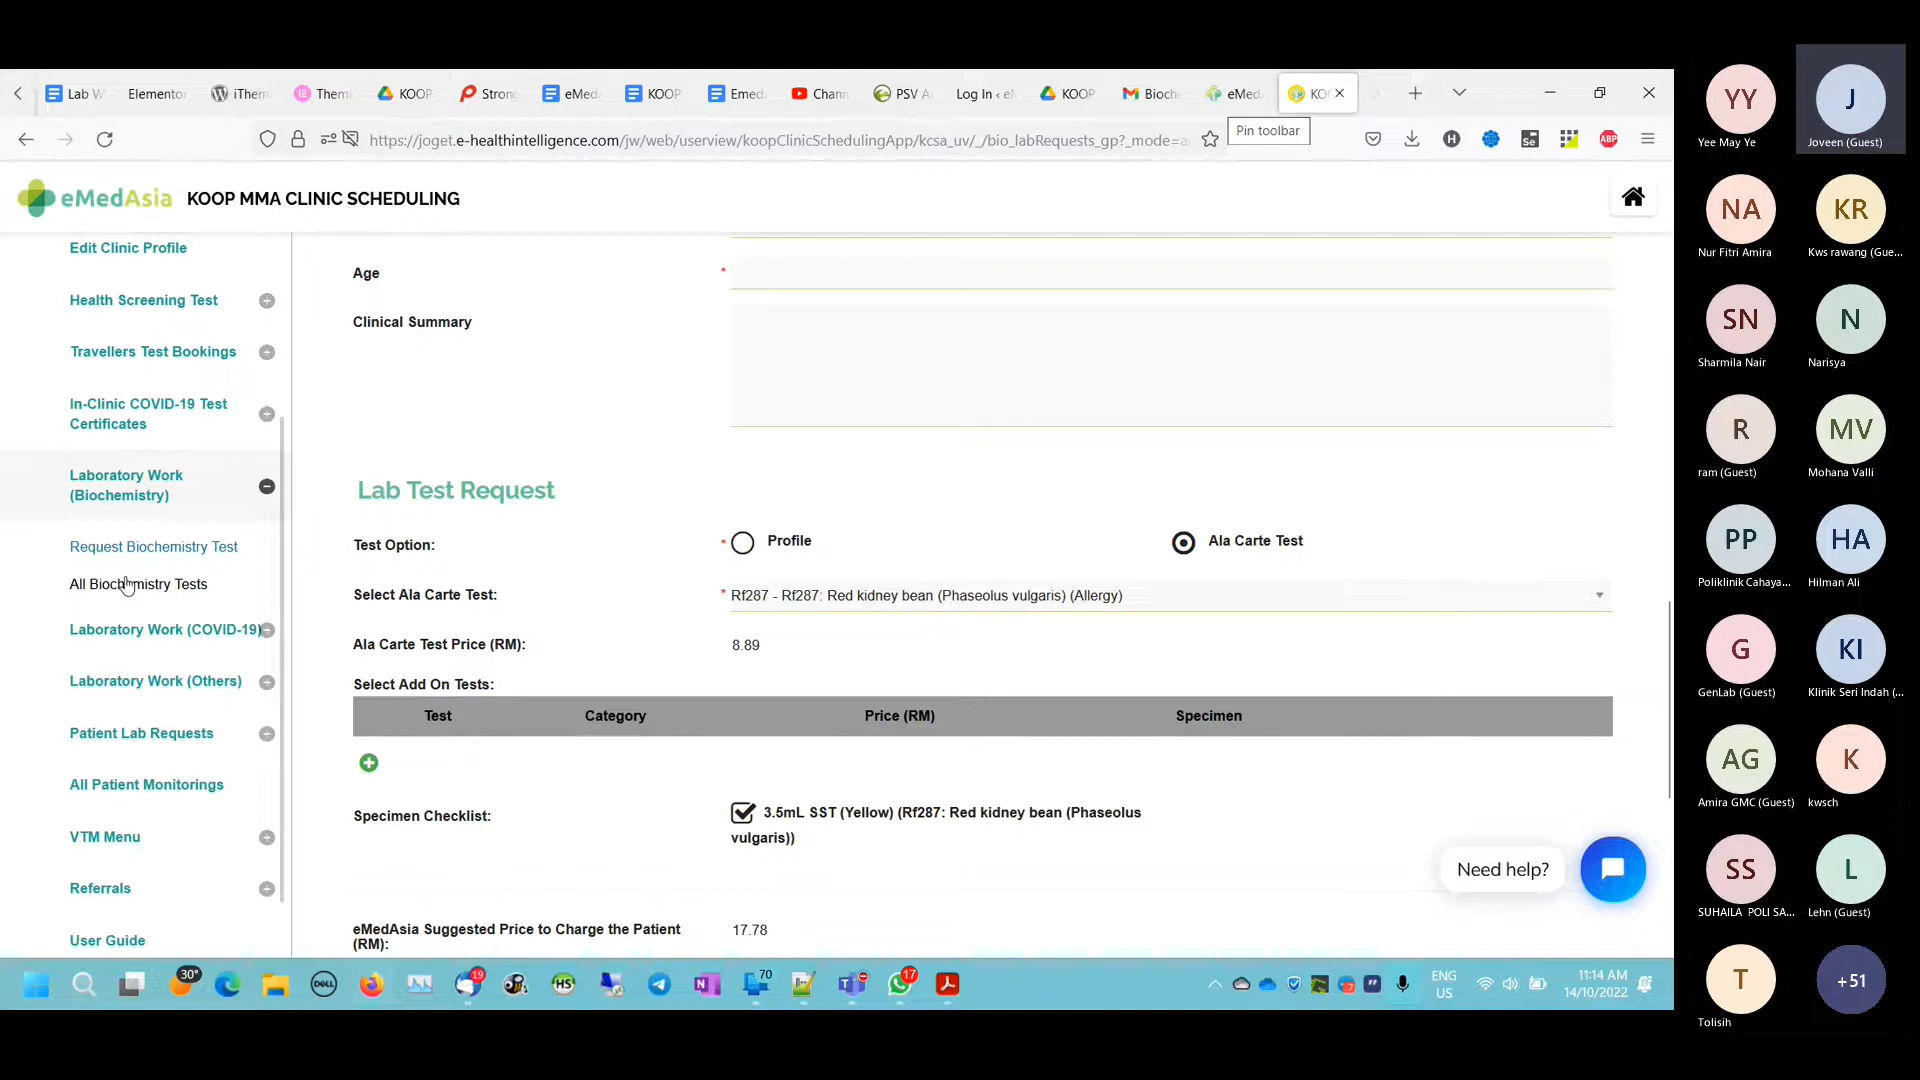 Lab W
Elemento
iThem
Them
KOOP
Strong
eMed
KOOP
Emed
Chann
PSV A
Log In ‹ el
KOOP
Bioch
eMed
KO
https://joget.e-healthintelligence.com/jw/web/userview/koopClinicSchedulingApp/kcsa_uv/_/bio_labRequests_gp?_mode=a
Pin toolbar
eMedAsia KOOP MMA CLINIC SCHEDULING
Edit Clinic Profile
Health Screening Test
Travellers Test Bookings
In-Clinic COVID-19 Test
Certificates
Laboratory Work
(Biochemistry)
Request Biochemistry Test
All Biochemistry Tests
Laboratory Work (COVID-19)
Laboratory Work (Others)
Patient Lab Requests
All Patient Monitorings
VTM Menu
Referrals
User Guide
Age *
Clinical Summary
Lab Test Request
Test Option: * Profile Ala Carte Test
Select Ala Carte Test: * Rf287 - Rf287: Red kidney bean (Phaseolus vulgaris) (Allergy)
Ala Carte Test Price (RM): 8.89
Select Add On Tests:
Test Category Price (RM) Specimen
Specimen Checklist: 3.5mL SST (Yellow) (Rf287: Red kidney bean (Phaseolus
vulgaris))
Need help?
eMedAsia Suggested Price to Charge the Patient
(RM): 17.78
30°
DELL
19
HS
70
17
ENG
US
11:14 AM
14/10/2022
YY
Yee May Ye
J
Joveen (Guest)
NA
Nur Fitri Amira
KR
Kws rawang (Gue...
SN
Sharmila Nair
N
Narisya
R
ram (Guest)
MV
Mohana Valli
PP
Poliklinik Cahaya...
HA
Hilman Ali
G
GenLab (Guest)
KI
Klinik Seri Indah (...
AG
Amira GMC (Guest)
K
kwsch
SS
SUHAILA POLI SA...
L
Lehn (Guest)
T
Tolisih
+51